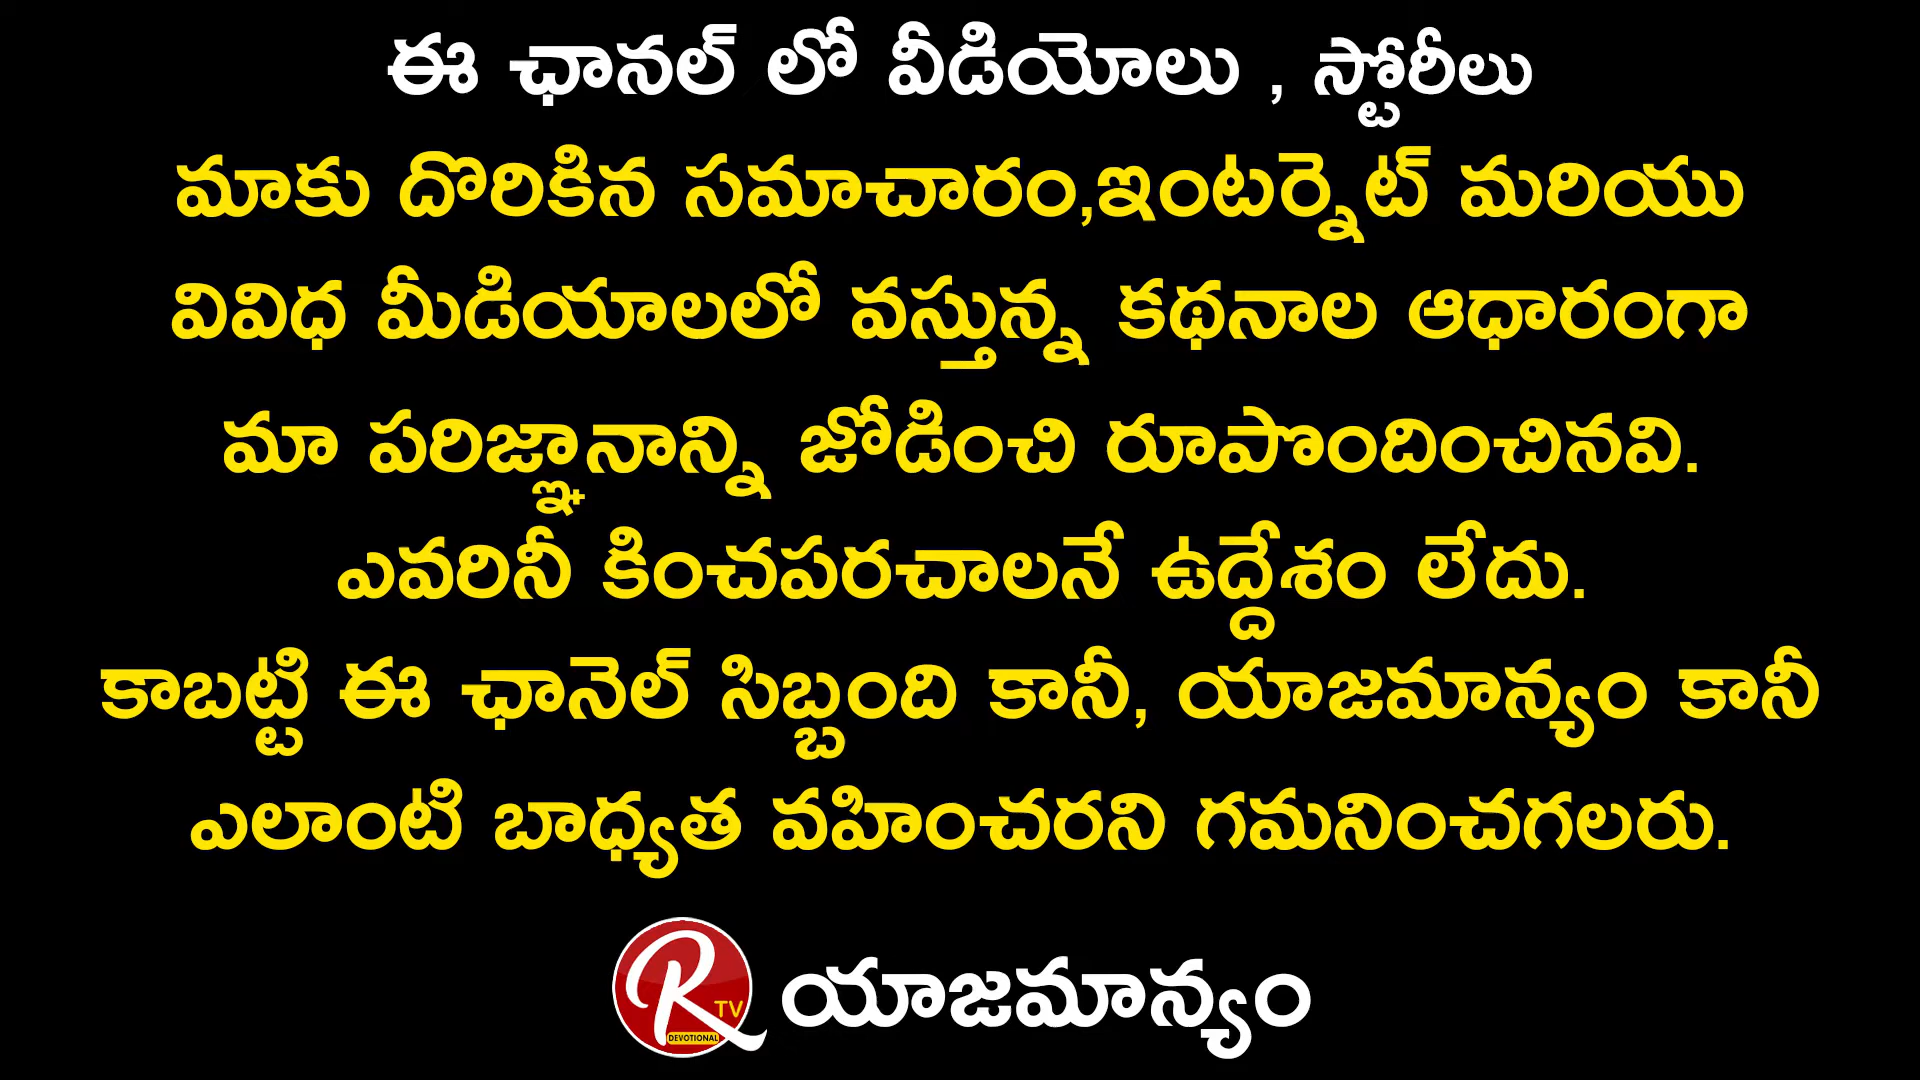 ఈ ఛానల్ లో వీడియోలు , స్టోరీలు
మాకు దొరికిన సమాచారం,ఇంటర్నెట్ మరియు
వివిధ మీడియాలలో వస్తున్న కథనాల ఆధారంగా
మా పరిజ్ఞానాన్ని జోడించి రూపొందించినవి.
ఎవరినీ కించపరచాలనే ఉద్దేశం లేదు.
కాబట్టి ఈ ఛానెల్ సిబ్బంది కానీ, యాజమాన్యం కానీ
ఎలాంటి బాధ్యత వహించరని గమనించగలరు.
R TV DEVOTIONAL యాజమాన్యం